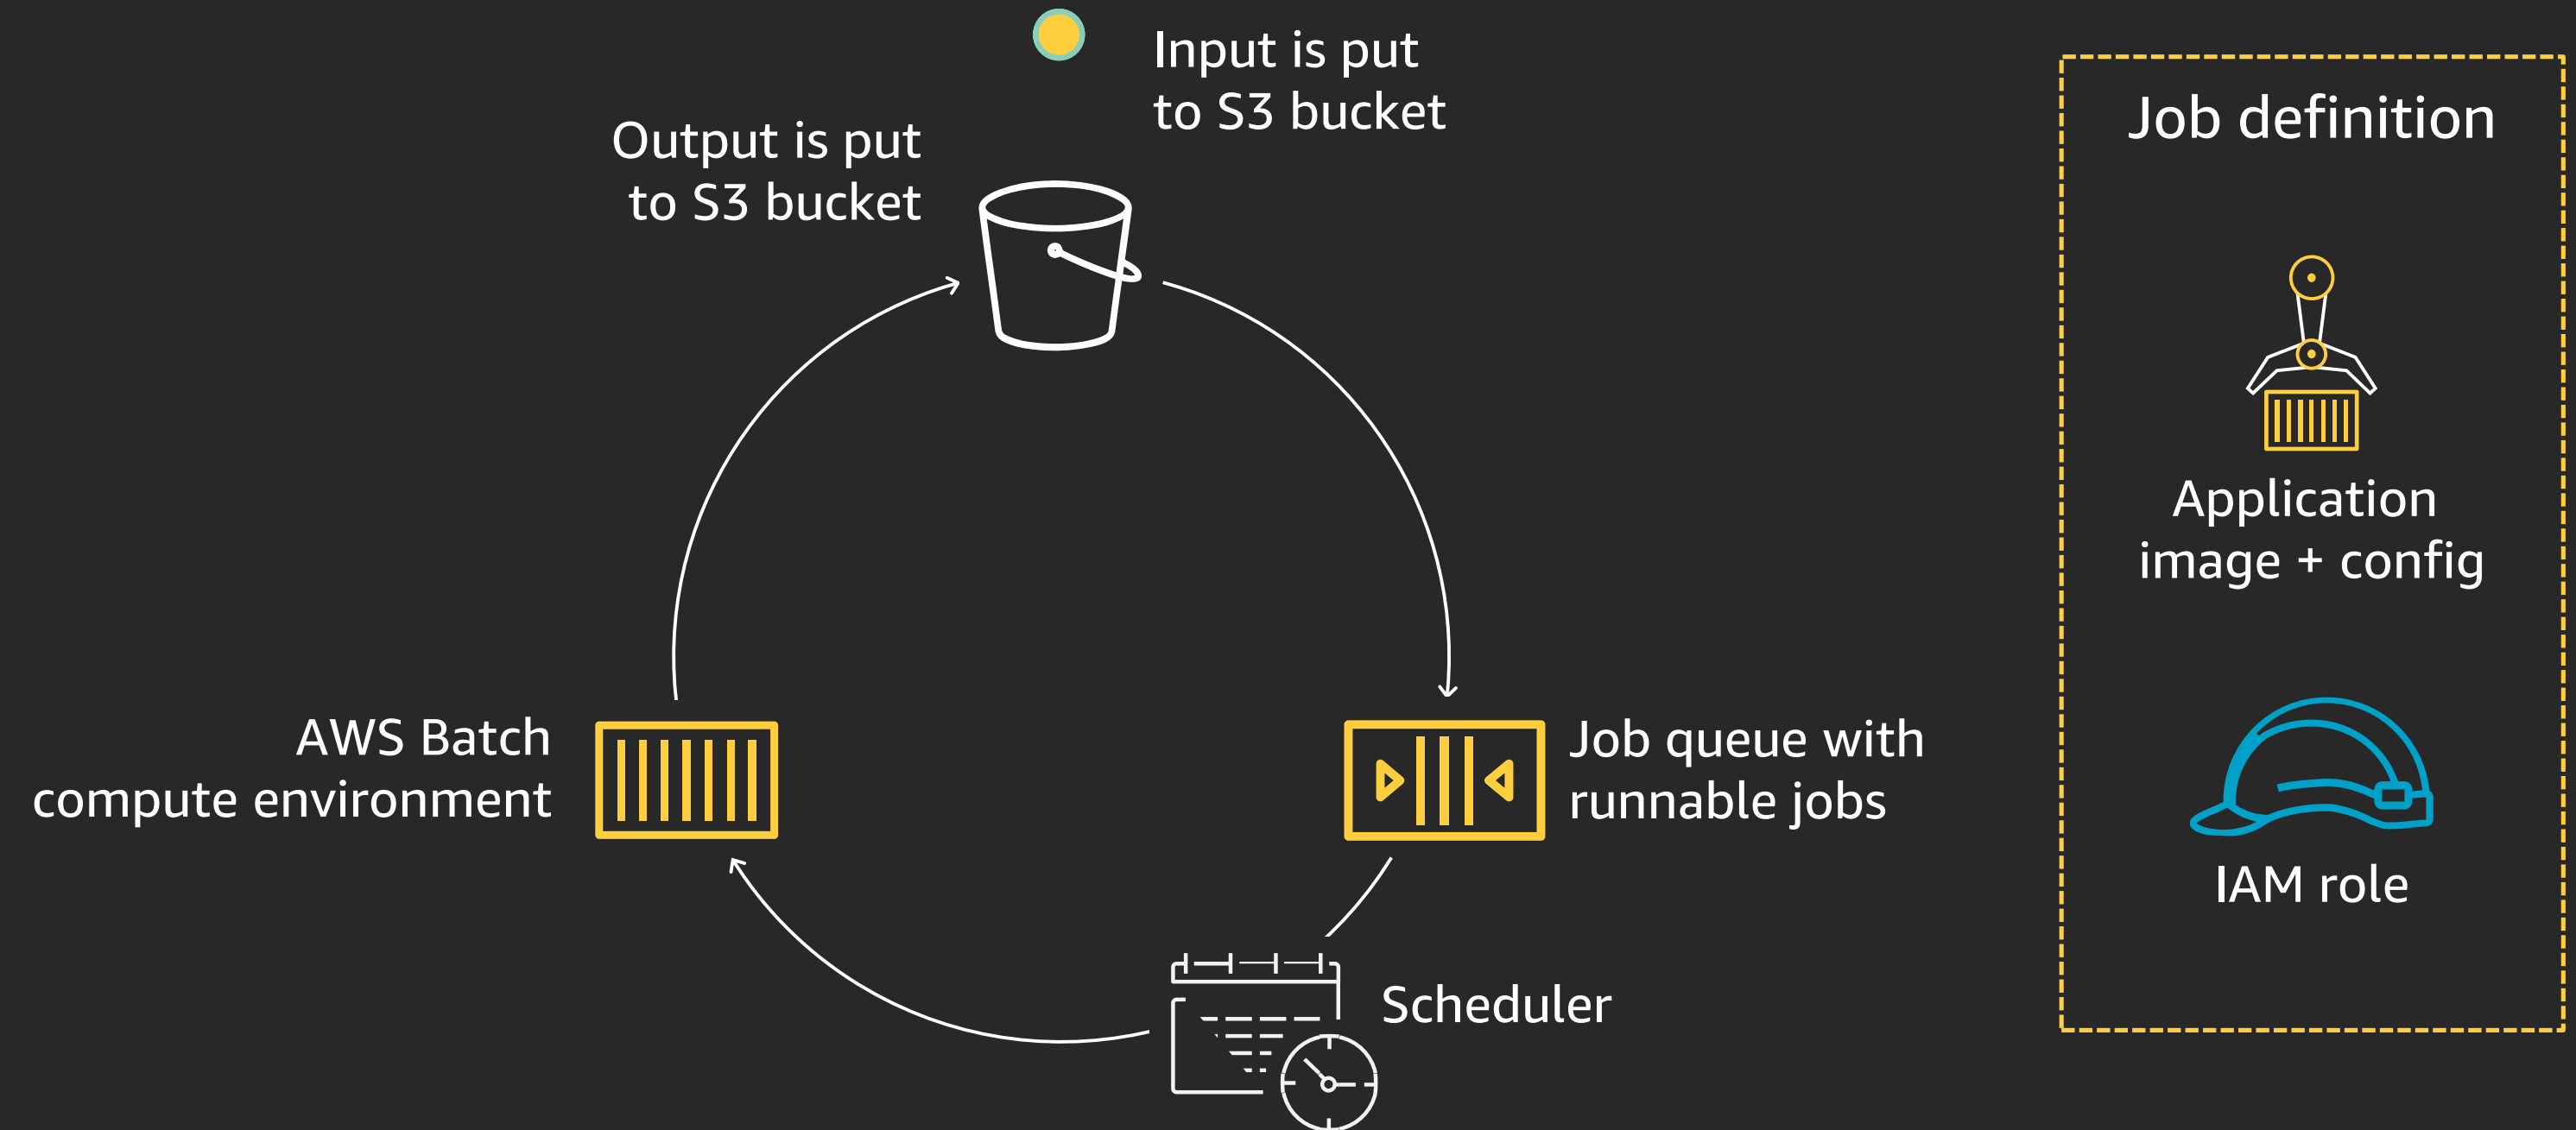 Input is put
to S3 bucket
Output is put
to S3 bucket
Job queue with
runnable jobs
Scheduler
AWS Batch
compute environment
Job definition
Application
image + config
IAM role